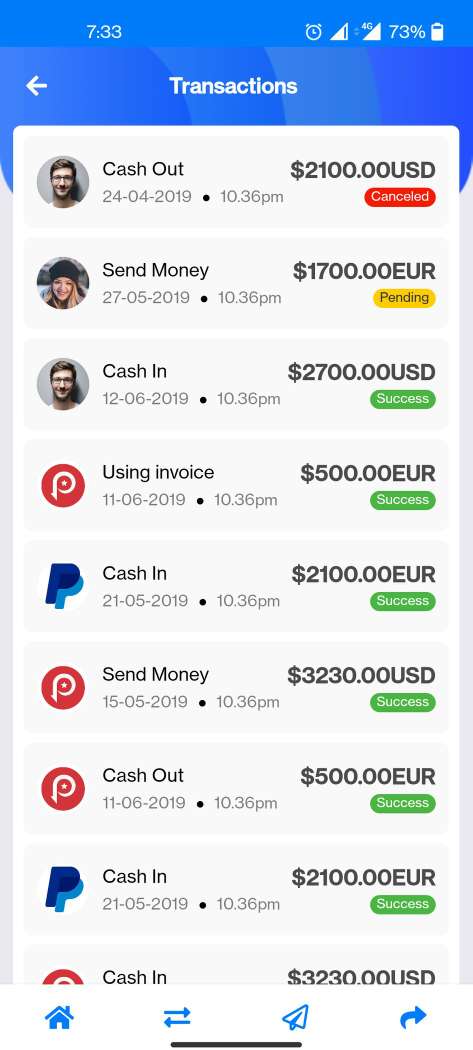 7:33
4G 73%
Transactions
Cash Out $2100.00USD
24-04-2019 • 10.36pm Canceled
Send Money $1700.00EUR
27-05-2019 • 10.36pm Pending
Cash In $2700.00USD
12-06-2019 • 10.36pm Success
Using invoice $500.00EUR
11-06-2019 • 10.36pm Success
Cash In $2100.00EUR
21-05-2019 • 10.36pm Success
Send Money $3230.00USD
15-05-2019 • 10.36pm Success
Cash Out $500.00EUR
11-06-2019 • 10.36pm Success
Cash In $2100.00EUR
21-05-2019 • 10.36pm Success
Cash In $3230.00USD